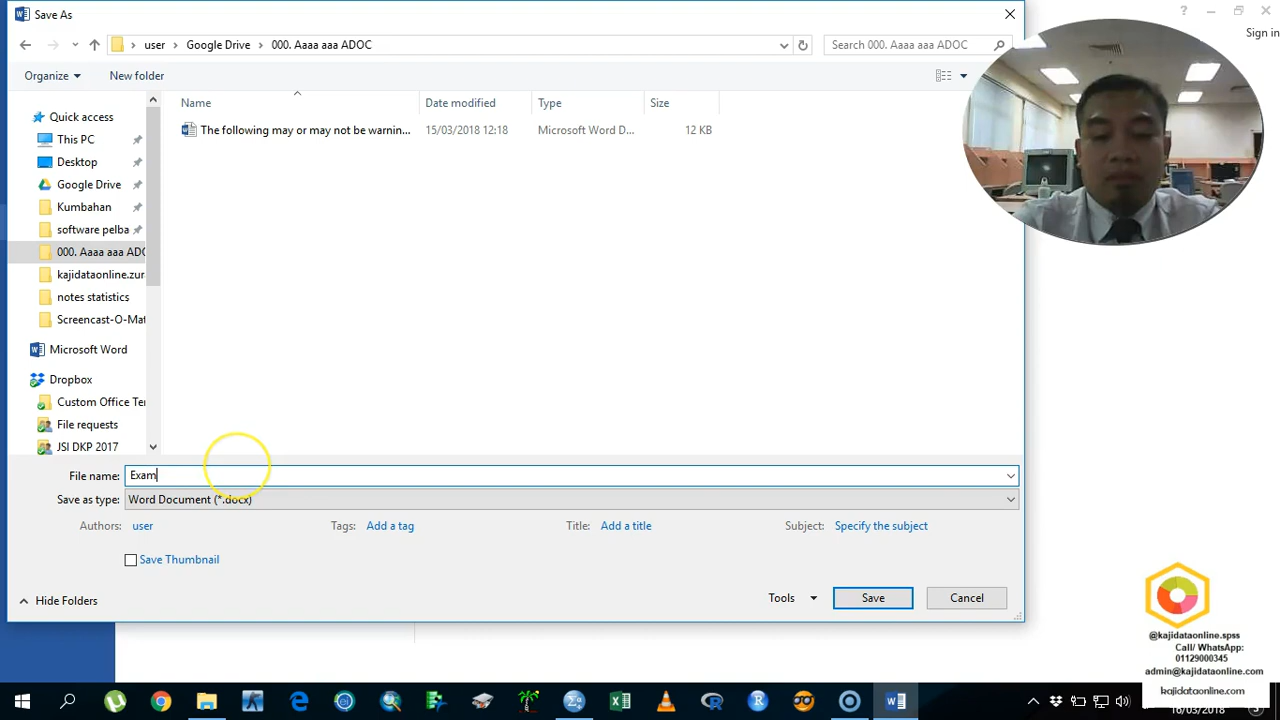 Save As
Sign in
user
Google Drive
000. Aaaa aaa ADOC
Search 000. Aaaa aaa ADOC
Organize
New folder
Name
Date modified
Type
Size
Quick access
This PC
Desktop
Google Drive
Kumbahan
software pelba
000. Aaaa aaa ADO
kajidataonline.zur
notes statistics
Screencast-O-Mat
Microsoft Word
Dropbox
Custom Office Te
File requests
JSI DKP 2017
The following may or may not be warnin... 15/03/2018 12:18 Microsoft Word D... 12 KB
File name: Exam
Save as type: Word Document (*.docx)
Authors: user
Tags: Add a tag
Title: Add a title
Subject: Specify the subject
Save Thumbnail
Hide Folders
Tools
Save
Cancel
@kajidataonline.spss
Call/ WhatsApp:
01129000345
admin@kajidataonline.com
kajidataonline.com
16/03/2018